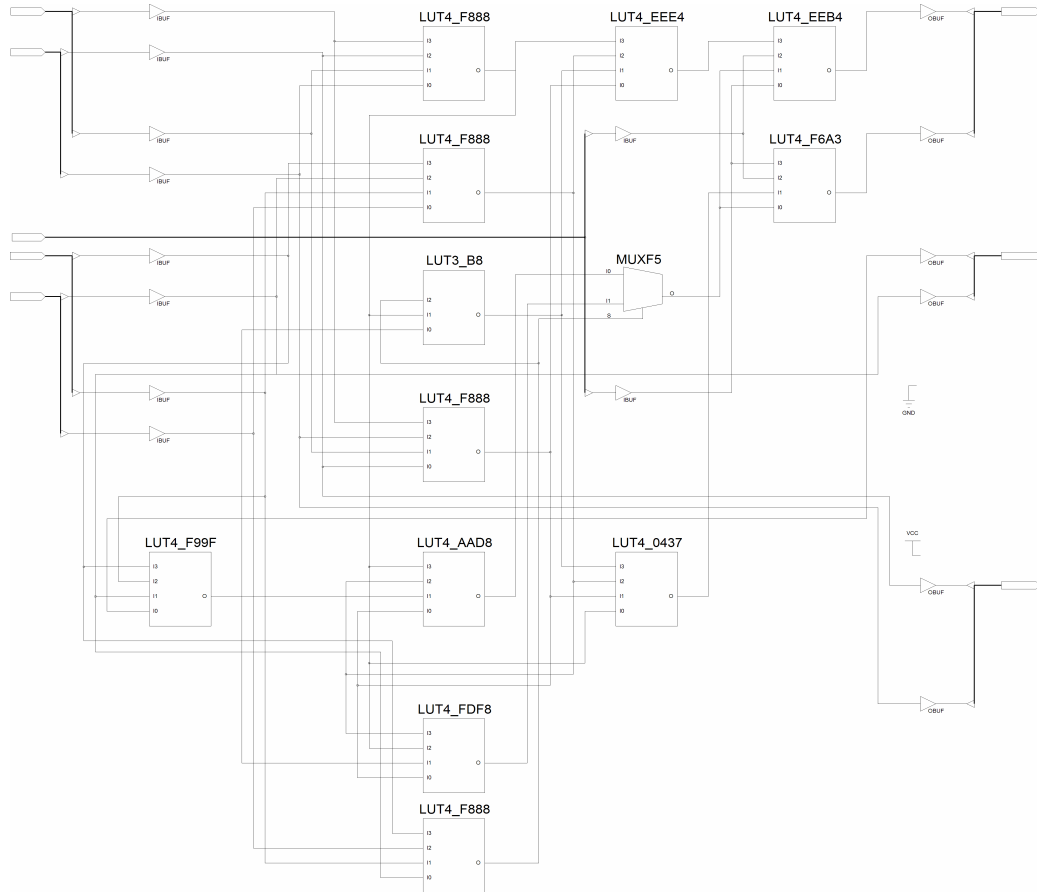 IBUF
LUT4_F888
I3
I2
I1
I0
O
LUT4_EEE4
I3
I2
I1
I0
O
LUT4_EEB4
I3
I2
I1
I0
O
OBUF
IBUF
IBUF
IBUF
LUT4_F888
I3
I2
I1
I0
O
IBUF
LUT4_F6A3
I3
I2
I1
I0
O
OBUF
IBUF
IBUF
LUT3_B8
I2
I1
I0
O
MUXF5
I0
I1
S
O
OBUF
OBUF
IBUF
IBUF
LUT4_F888
I3
I2
I1
I0
O
IBUF
GND
LUT4_F99F
I3
I2
I1
I0
O
LUT4_AAD8
I3
I2
I1
I0
O
LUT4_0437
I3
I2
I1
I0
O
VCC
OBUF
OBUF
LUT4_FDF8
I3
I2
I1
I0
O
LUT4_F888
I3
I2
I1
I0
O